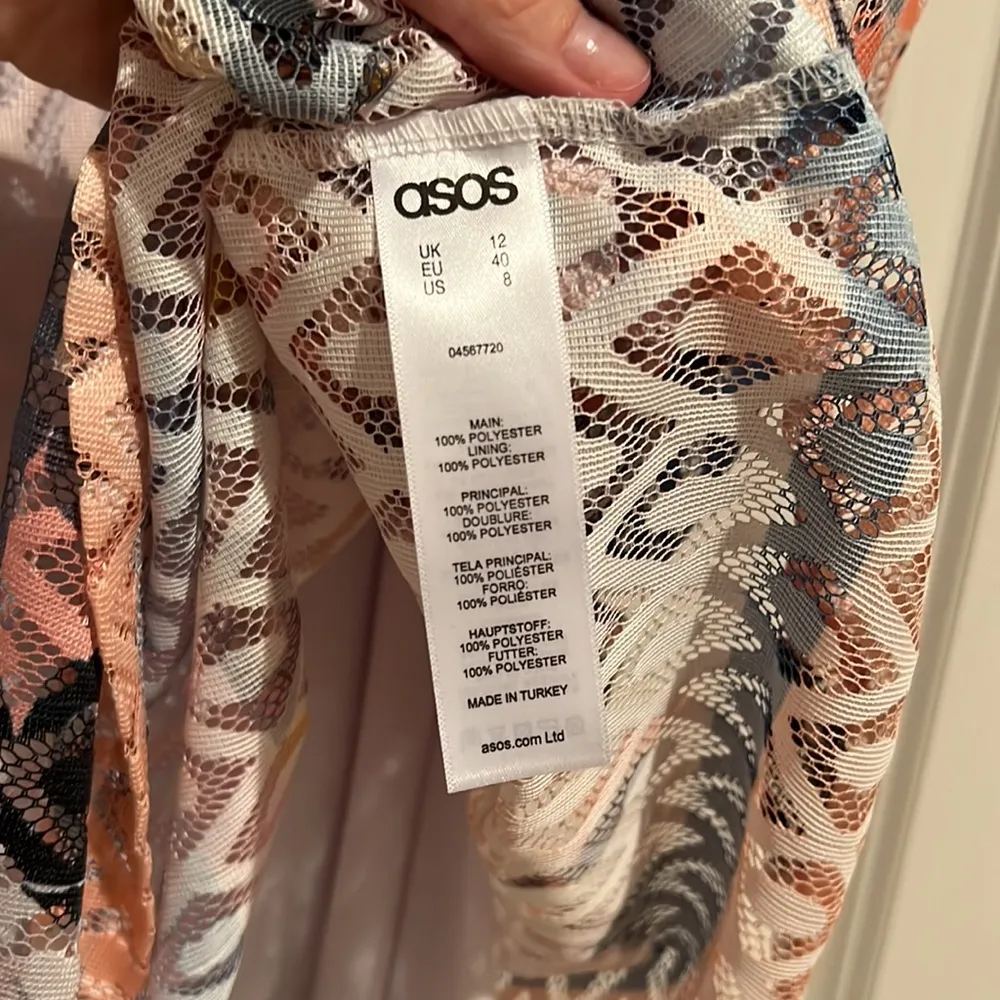 asos
UK 12
EU 40
US 8
04567720
MAIN:
100% POLYESTER
LINING:
100% POLYESTER
PRINCIPAL:
100% POLYESTER
DOUBLURE:
100% POLYESTER
TELA PRINCIPAL:
100% POLIÉSTER
FORRO:
100% POLIÉSTER
HAUPTSTOFF:
100% POLYESTER
FUTTER:
100% POLYESTER
MADE IN TURKEY
asos.com Ltd